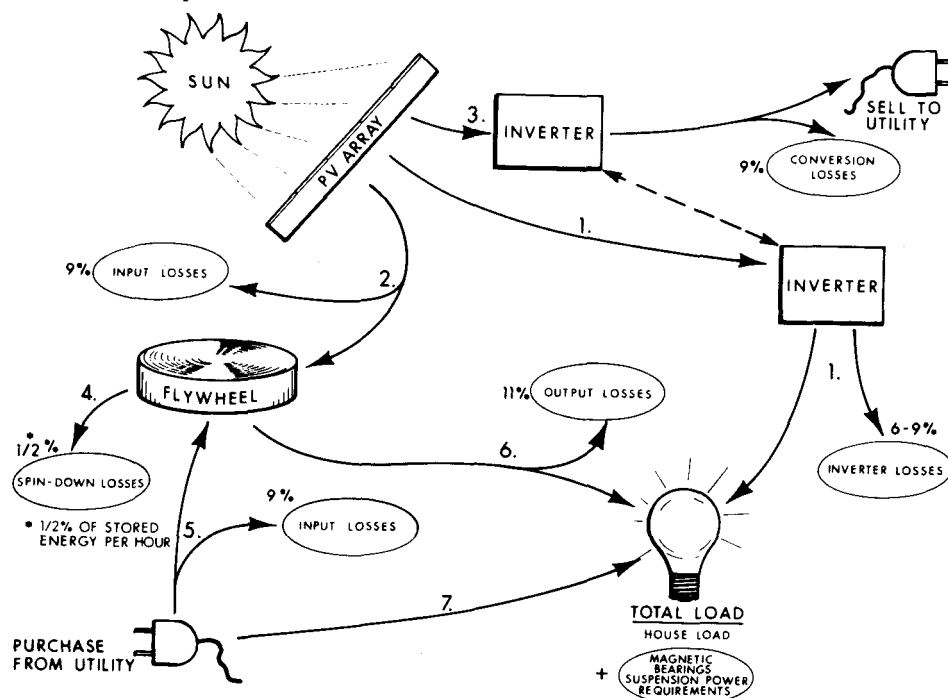 SUN
PV ARRAY
3.
INVERTER
SELL TO
UTILITY
9%
CONVERSION
LOSSES
1.
INVERTER
9%
INPUT LOSSES
2.
FLYWHEEL
4.
*
1/2%
SPIN-DOWN LOSSES
* 1/2% OF STORED
ENERGY PER HOUR
5.
9%
INPUT LOSSES
11%
OUTPUT LOSSES
6.
1.
6-9%
INVERTER LOSSES
7.
PURCHASE
FROM UTILITY
TOTAL LOAD
HOUSE LOAD
+
MAGNETIC
BEARINGS
SUSPENSION POWER
REQUIREMENTS